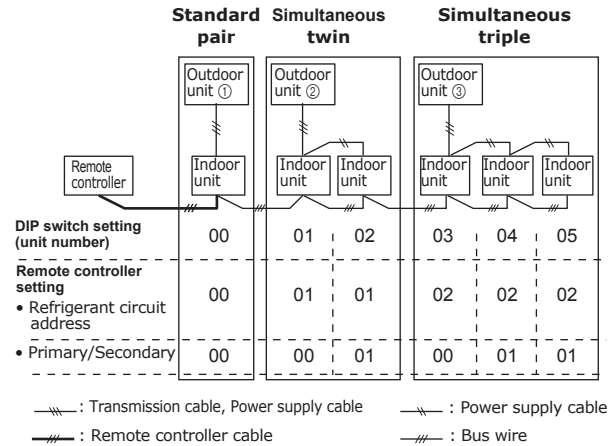 Standard pair Simultaneous twin Simultaneous triple
Outdoor unit ① Outdoor unit ② Outdoor unit ③
Remote controller Indoor unit Indoor unit Indoor unit Indoor unit Indoor unit Indoor unit
DIP switch setting (unit number) 00 01 02 03 04 05
Remote controller setting
• Refrigerant circuit address 00 01 01 02 02 02
• Primary/Secondary 00 00 01 00 01 01
: Transmission cable, Power supply cable : Power supply cable
: Remote controller cable : Bus wire